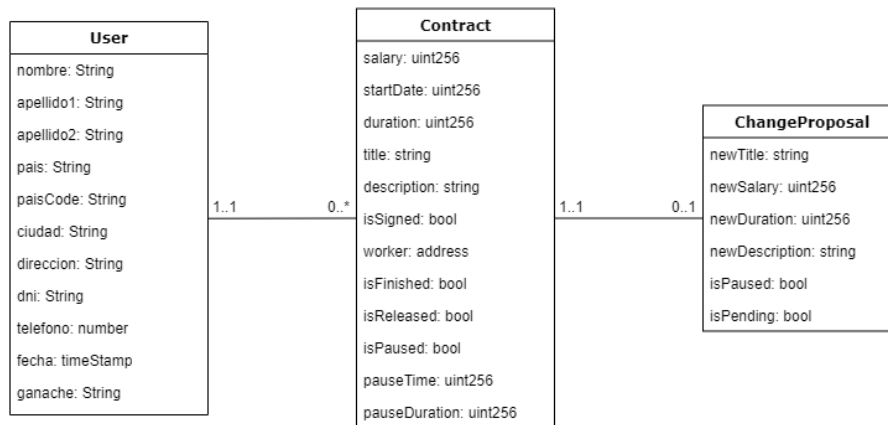 User
nombre: String
apellido1: String
apellido2: String
pais: String
paisCode: String
ciudad: String
direccion: String
dni: String
telefono: number
fecha: timeStamp
ganache: String
1..1
0..*
Contract
salary: uint256
startDate: uint256
duration: uint256
title: string
description: string
isSigned: bool
worker: address
isFinished: bool
isReleased: bool
isPaused: bool
pauseTime: uint256
pauseDuration: uint256
1..1
0..1
ChangeProposal
newTitle: string
newSalary: uint256
newDuration: uint256
newDescription: string
isPaused: bool
isPending: bool